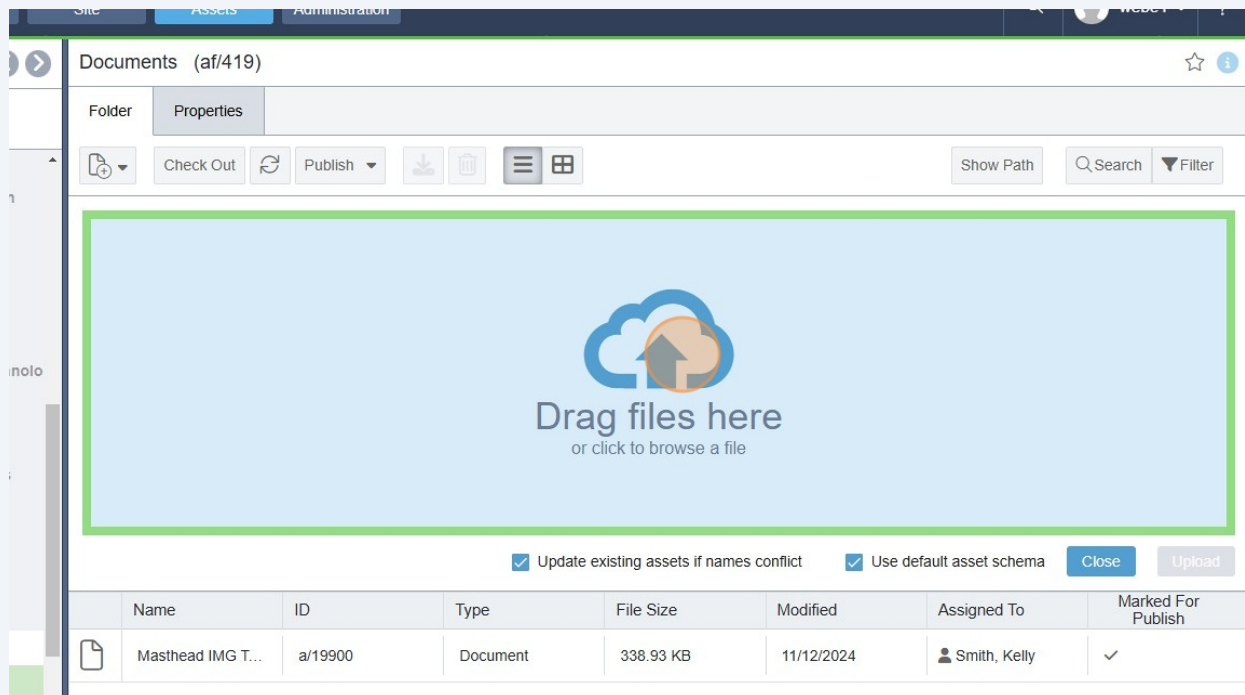 Site Assets Administration
Documents (af/419)
Folder Properties
Check Out Publish Show Path Search Filter
nolo
Drag files here
or click to browse a file
Update existing assets if names conflict Use default asset schema Close Upload
Name ID Type File Size Modified Assigned To Marked For
Publish
Masthead IMG T... a/19900 Document 338.93 KB 11/12/2024 Smith, Kelly